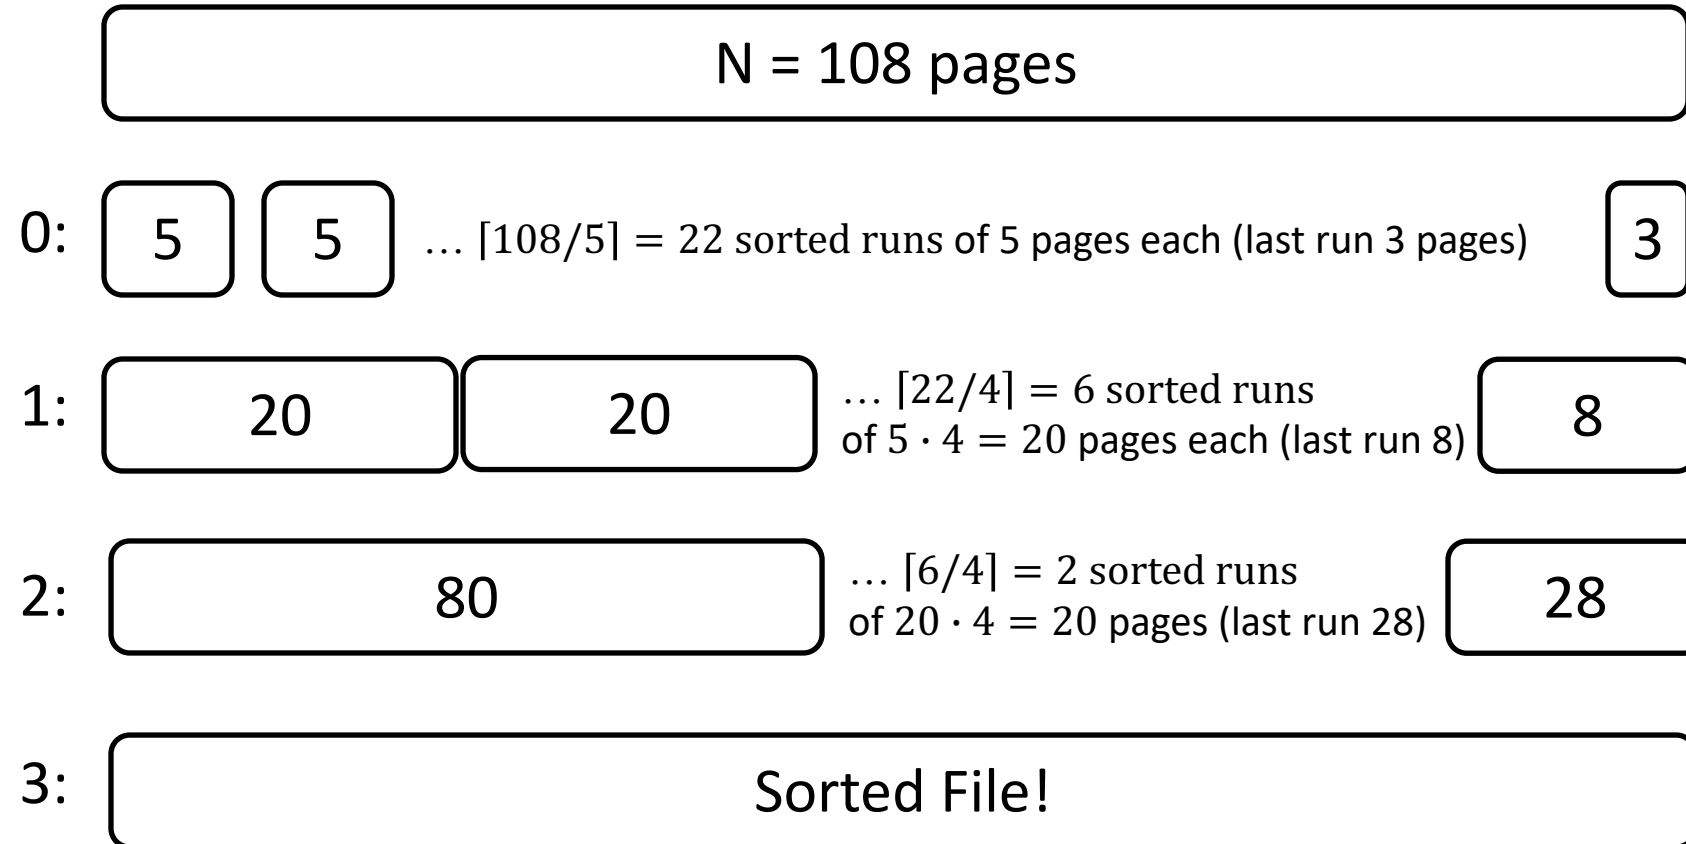 N = 108 pages
0: 5 5 … ⌈108/5⌉ = 22 sorted runs of 5 pages each (last run 3 pages) 3
1: 20 20 … ⌈22/4⌉ = 6 sorted runs
of 5 · 4 = 20 pages each (last run 8) 8
2: 80 … ⌈6/4⌉ = 2 sorted runs
of 20 · 4 = 20 pages (last run 28) 28
3: Sorted File!